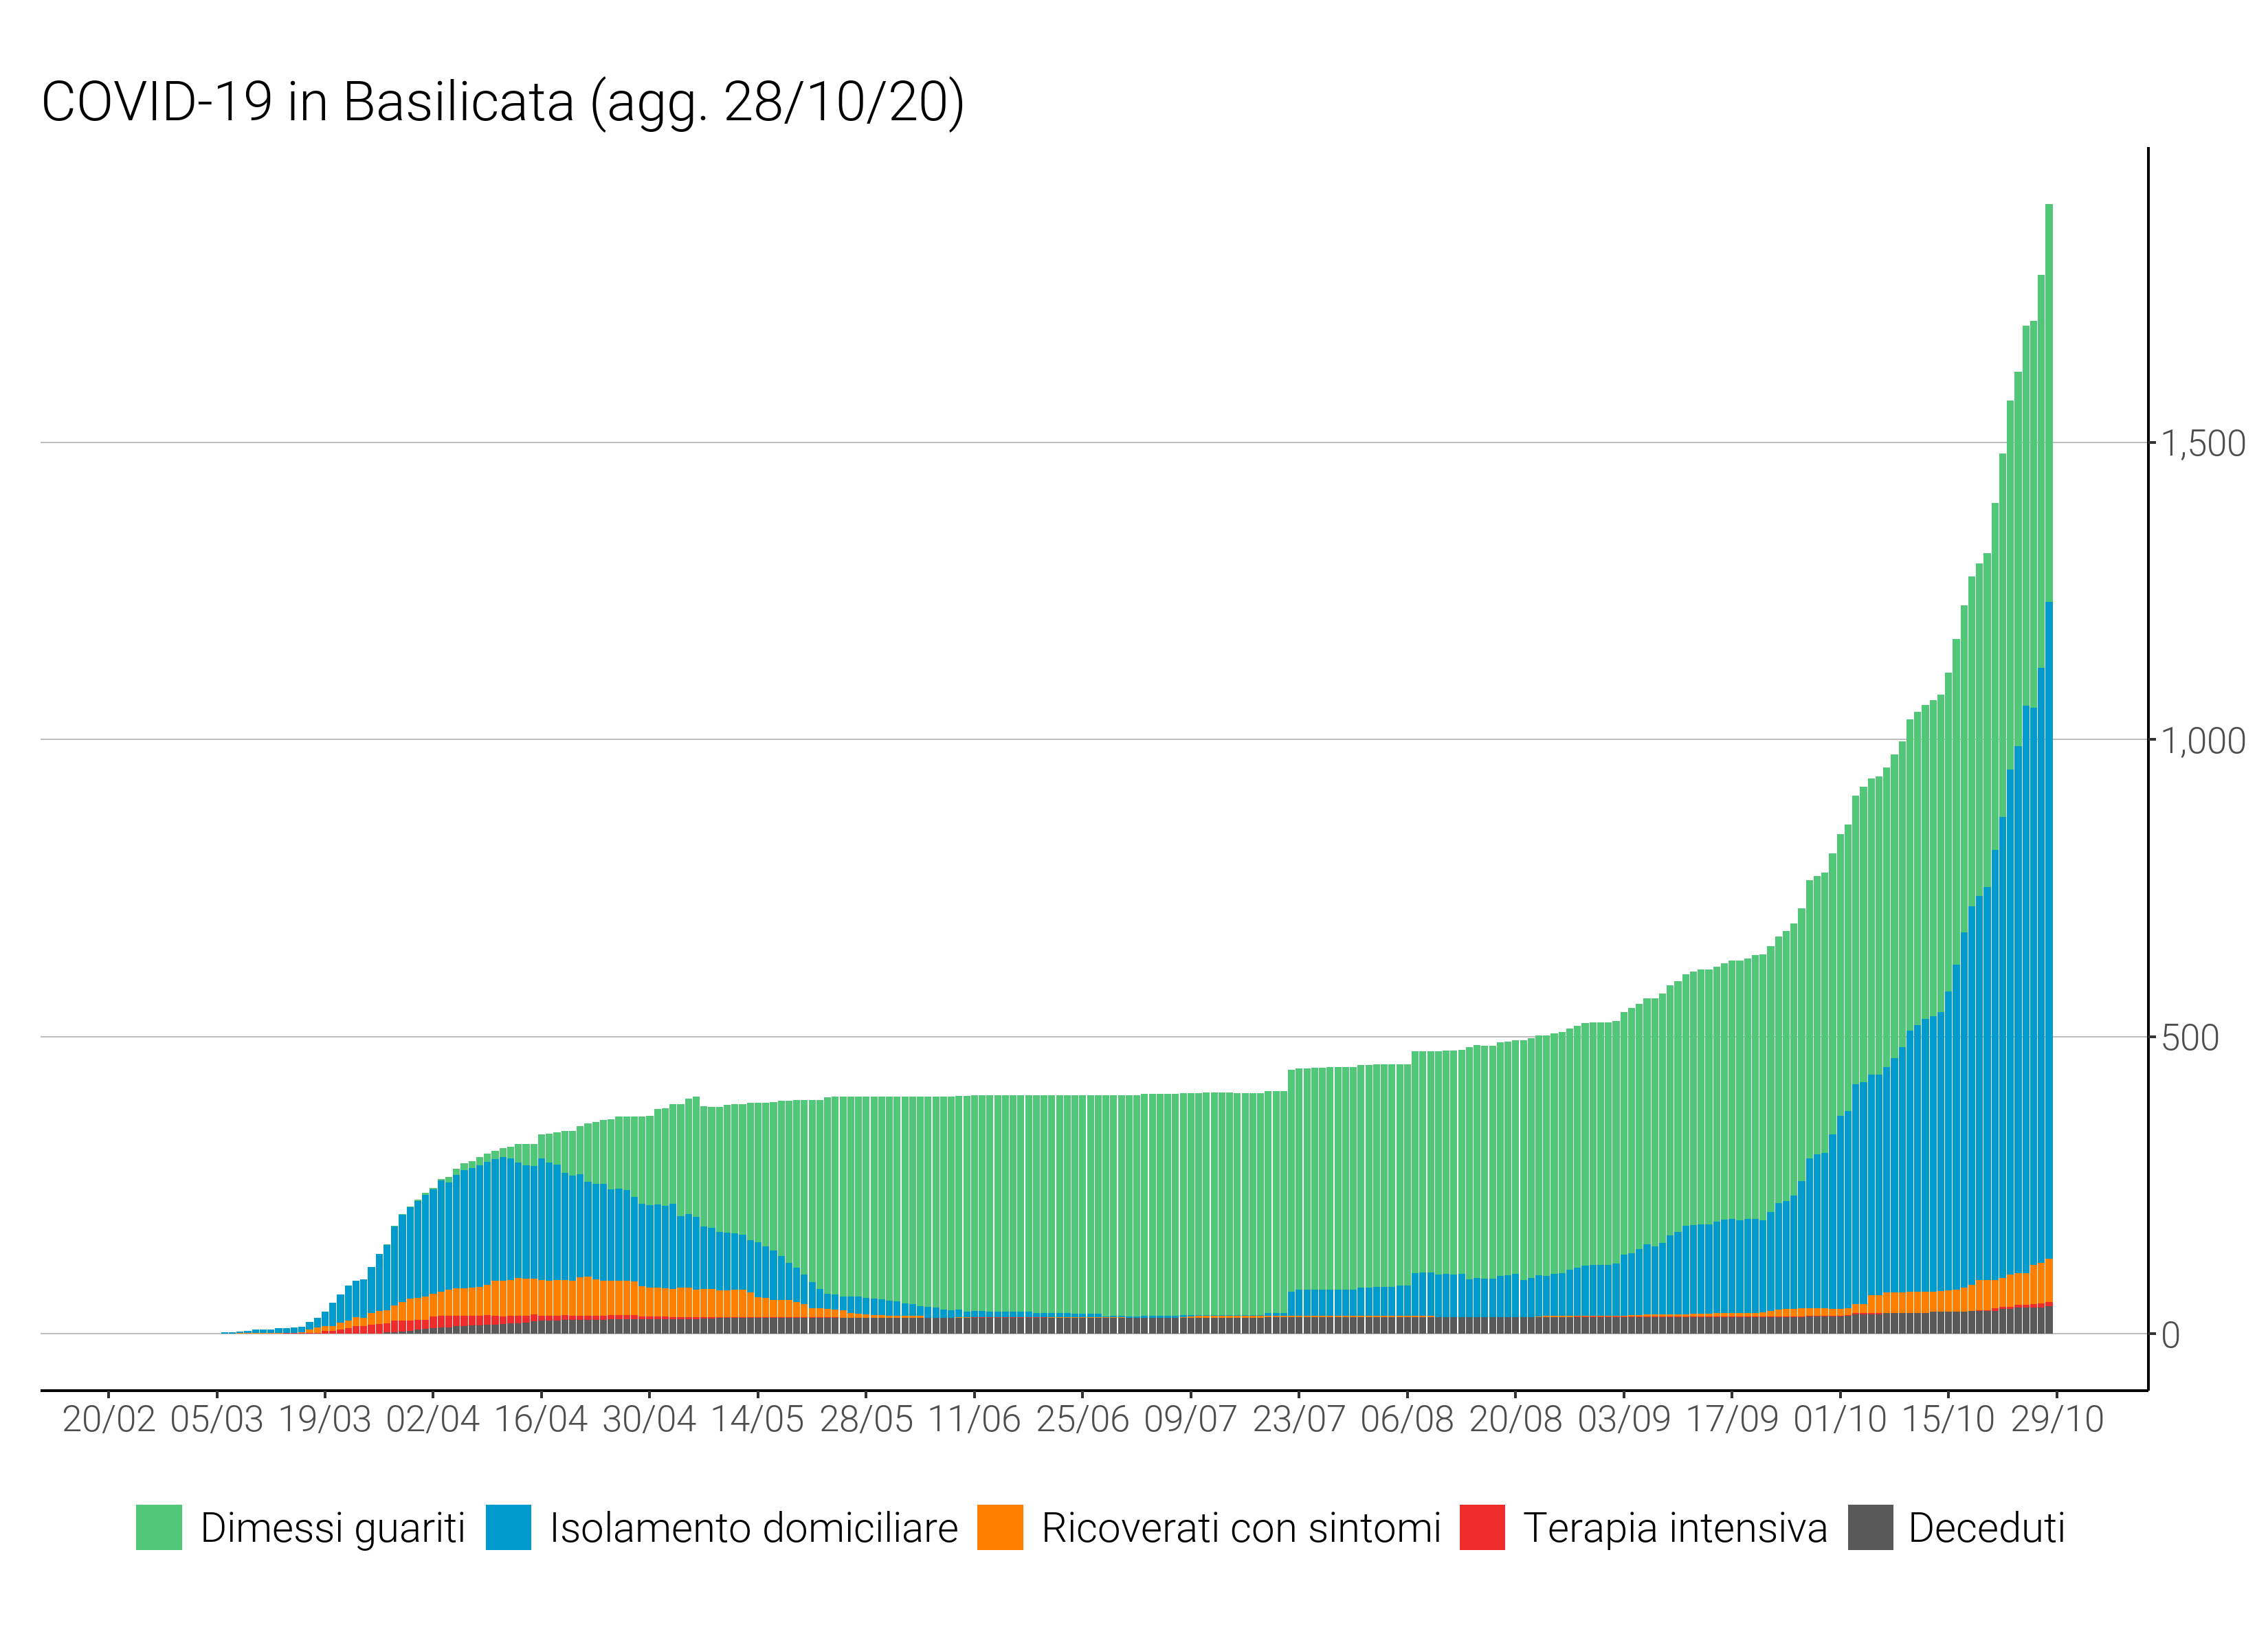 COVID-19 in Basilicata (agg. 28/10/20)
1,500
1,000
500
0
20/02 05/03 19/03 02/04 16/04 30/04 14/05 28/05 11/06 25/06 09/07 23/07 06/08 20/08 03/09 17/09 01/10 15/10 29/10
Dimessi guariti Isolamento domiciliare Ricoverati con sintomi Terapia intensiva Deceduti